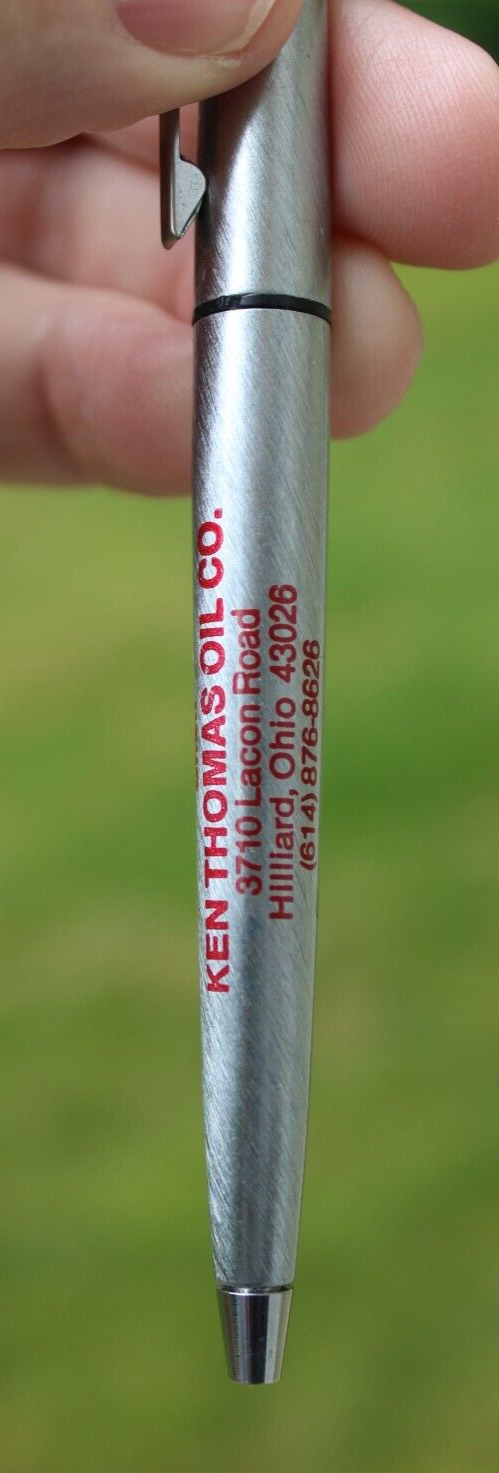 KEN THOMAS OIL CO.
3710 Lacon Road
Hilliard, Ohio 43026
(614) 876-8626